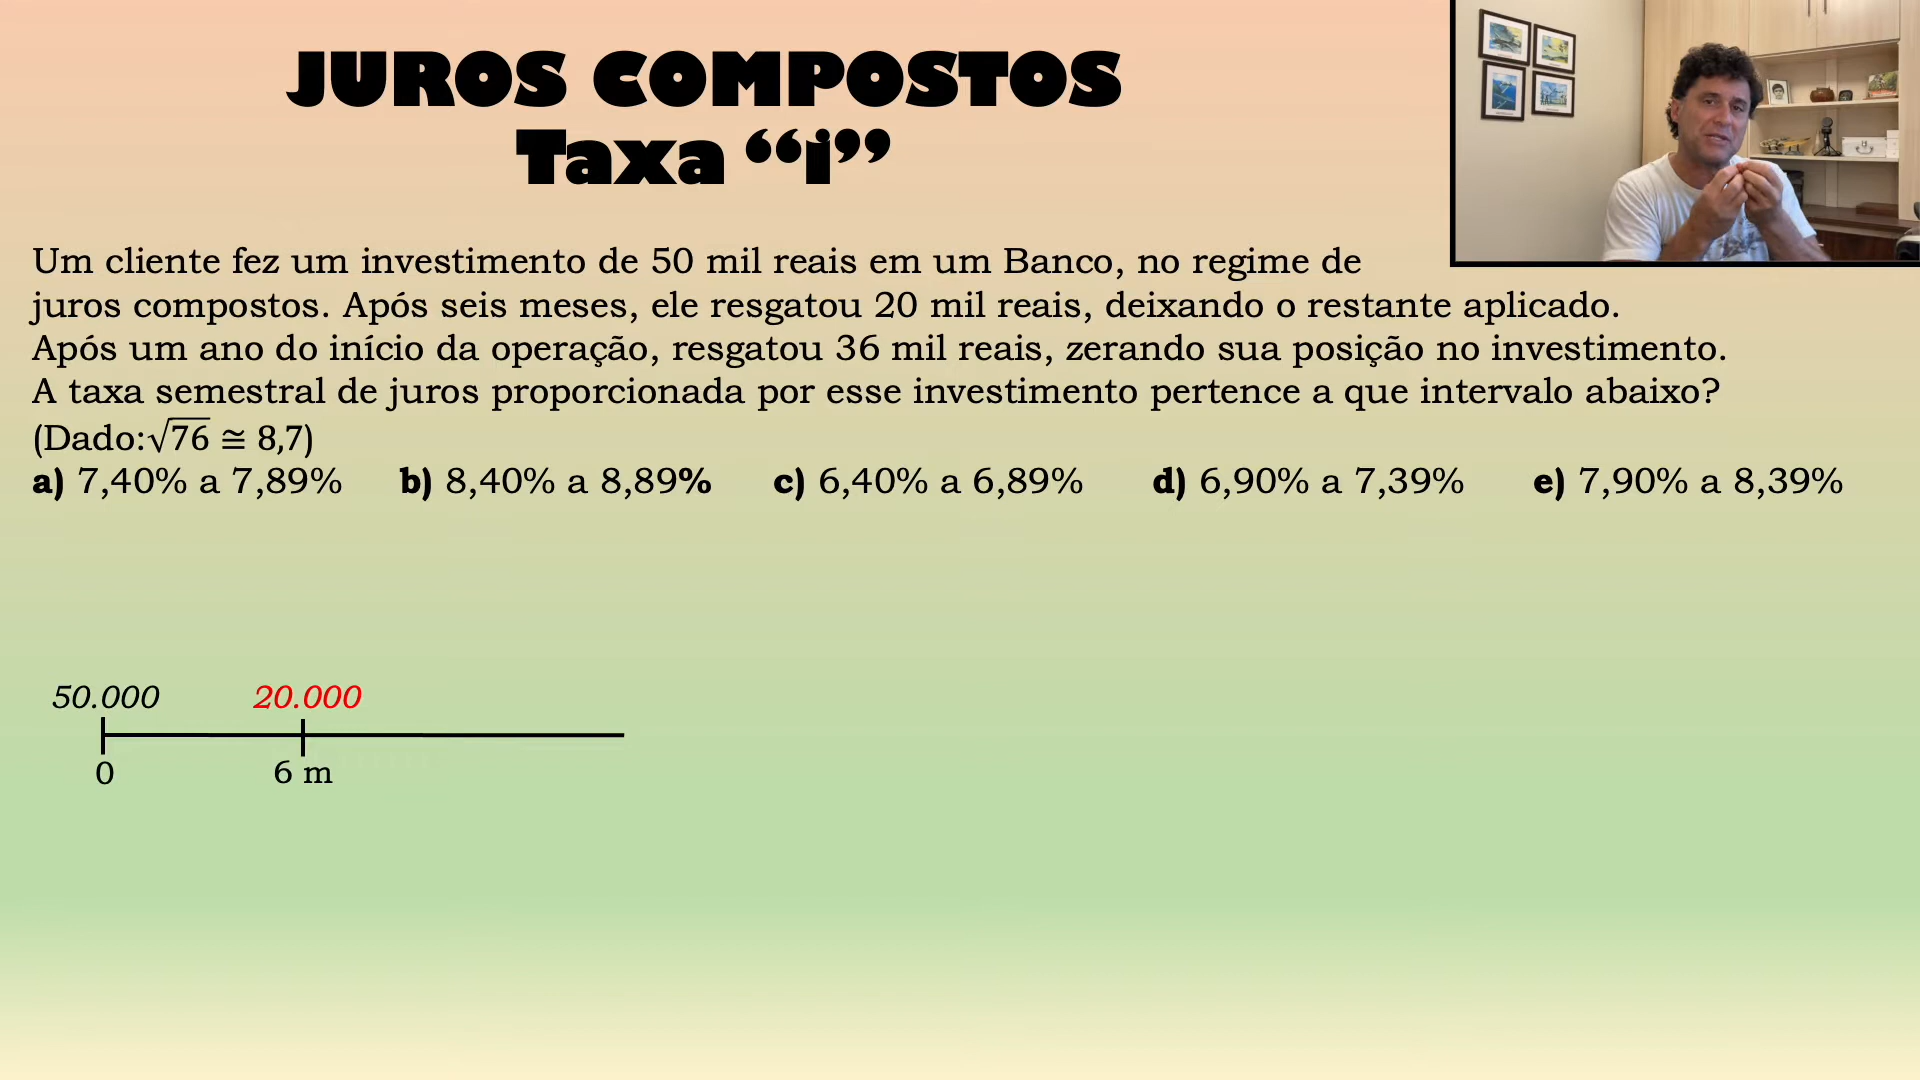 JUROS COMPOSTOS
Taxa “i”
Um cliente fez um investimento de 50 mil reais em um Banco, no regime de
juros compostos. Após seis meses, ele resgatou 20 mil reais, deixando o restante aplicado.
Após um ano do início da operação, resgatou 36 mil reais, zerando sua posição no investimento.
A taxa semestral de juros proporcionada por esse investimento pertence a que intervalo abaixo?
(Dado:√76 ≅ 8,7)
a) 7,40% a 7,89% b) 8,40% a 8,89% c) 6,40% a 6,89% d) 6,90% a 7,39% e) 7,90% a 8,39%
50.000 20.000
0 6 m